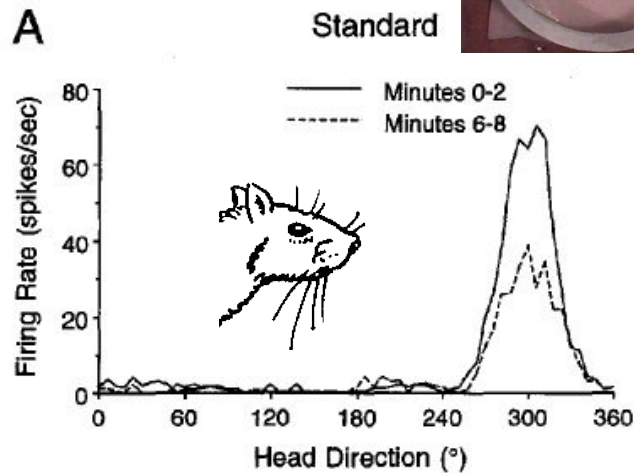 A
Standard
Minutes 0-2
Minutes 6-8
Firing Rate (spikes/sec)
80
60
40
20
0
0 60 120 180 240 300 360
Head Direction (°)